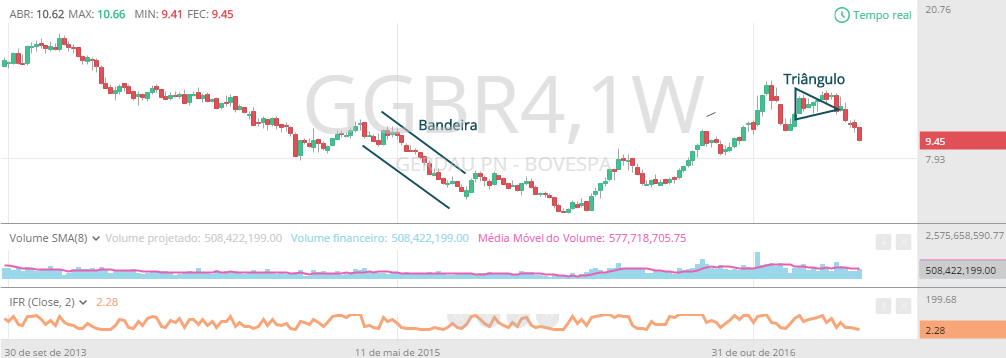 ABR: 10.62 MAX: 10.66 MIN: 9.41 FEC: 9.45
Tempo real
20.76
GGBR4,1W
GERDAU PN - BOVESPA
Triângulo
Bandeira
9.45
7.93
Volume SMA(8) Volume projetado: 508,422,199.00 Volume financeiro: 508,422,199.00 Média Móvel do Volume: 577,718,705.75
2,575,658,590.77
508,422,199.00
IFR (Close, 2) 2.28
199.68
2.28
30 de set de 2013 11 de mai de 2015 31 de out de 2016